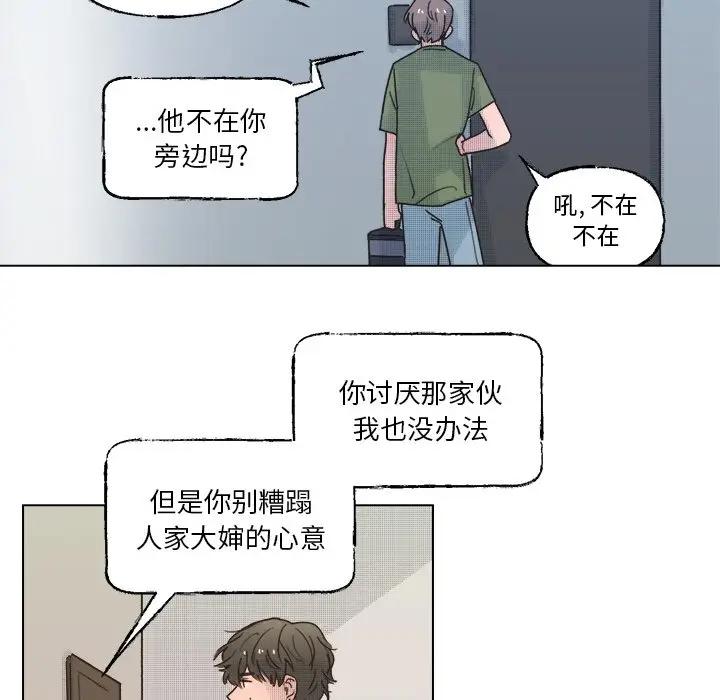 ...他不在你
旁边吗?
吼,不在
不在
你讨厌那家伙
我也没办法
但是你别糟蹋
人家大婶的心意